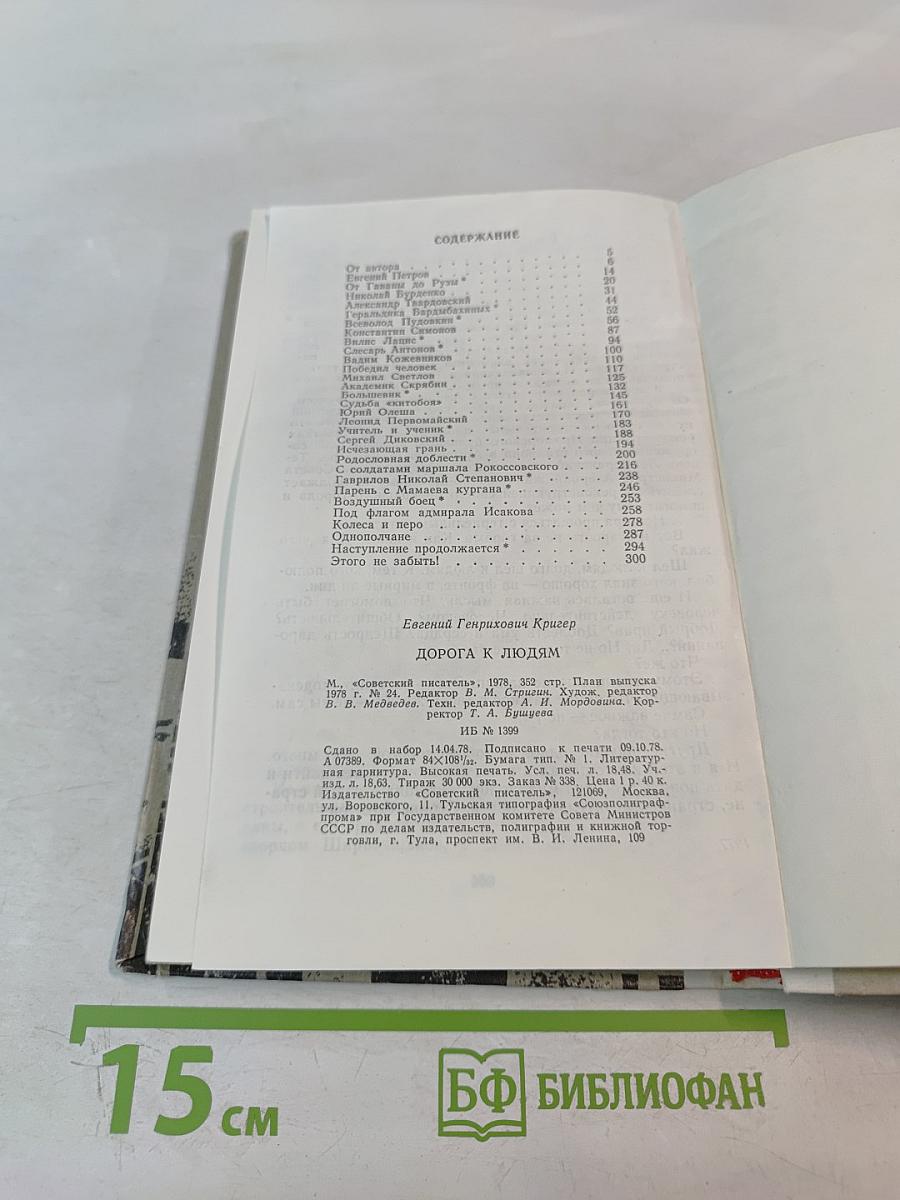 СОДЕРЖАНИЕ
От автора . . . . . . . . . . 5
Евгений Петров . . . . . . . . . . 6
От Гаваны до Рузы * . . . . . . . . . . 14
Николай Бурденко . . . . . . . . . . 20
Александр Твардовский . . . . . . . . . 31
Геральдика Бардыбахиных * . . . . . . . . 44
Всеволод Пудовкин * . . . . . . . . . 52
Константин Симонов . . . . . . . . . 56
Вилис Лацис * . . . . . . . . . . 87
Слесарь Антонов * . . . . . . . . . 94
Вадим Кожевников . . . . . . . . . 100
Победил человек . . . . . . . . . 110
Михаил Светлов . . . . . . . . . 117
Академик Скрябин . . . . . . . . . 125
Большевик * . . . . . . . . . . 132
Судьба «китобоя» . . . . . . . . . 145
Юрий Олеша . . . . . . . . . . 161
Леонид Первомайский . . . . . . . . 170
Учитель и ученик * . . . . . . . . 183
Сергей Диковский . . . . . . . . . 188
Исчезающая грань . . . . . . . . . 194
Родословная доблести * . . . . . . . 200
С солдатами маршала Рокоссовского . . . 216
Гаврилов Николай Степанович * . . . . . 238
Парень с Мамаева кургана * . . . . . . 246
Воздушный боец * . . . . . . . . . 253
Под флагом адмирала Исакова . . . . . 258
Колеса и перо . . . . . . . . . . 278
Однополчане . . . . . . . . . . 287
Наступление продолжается * . . . . . . 294
Этого не забыть! . . . . . . . . . 300
Евгений Генрихович Кригер
ДОРОГА К ЛЮДЯМ
М., «Советский писатель», 1978, 352 стр. План выпуска
1978 г. № 24. Редактор В. М. Стригин. Худож. редактор
В. В. Медведев. Техн. редактор А. И. Мордовина. Кор-
ректор Т. А. Бушуева
ИБ № 1399
Сдано в набор 14.04.78. Подписано к печати 09.10.78.
А 07389. Формат 84×108¹/₃₂. Бумага тип. № 1. Литератур-
ная гарнитура. Высокая печать. Усл. печ. л. 18,48. Уч.-
изд. л. 18,63. Тираж 30 000 экз. Заказ № 338. Цена 1 р. 40 к.
Издательство «Советский писатель», 121069, Москва,
ул. Воровского, 11. Тульская типография «Союзполиграф-
прома» при Государственном комитете Совета Министров
СССР по делам издательств, полиграфии и книжной тор-
говли, г. Тула, проспект им. В. И. Ленина, 109
15 см
БФ БИБЛИОФАН